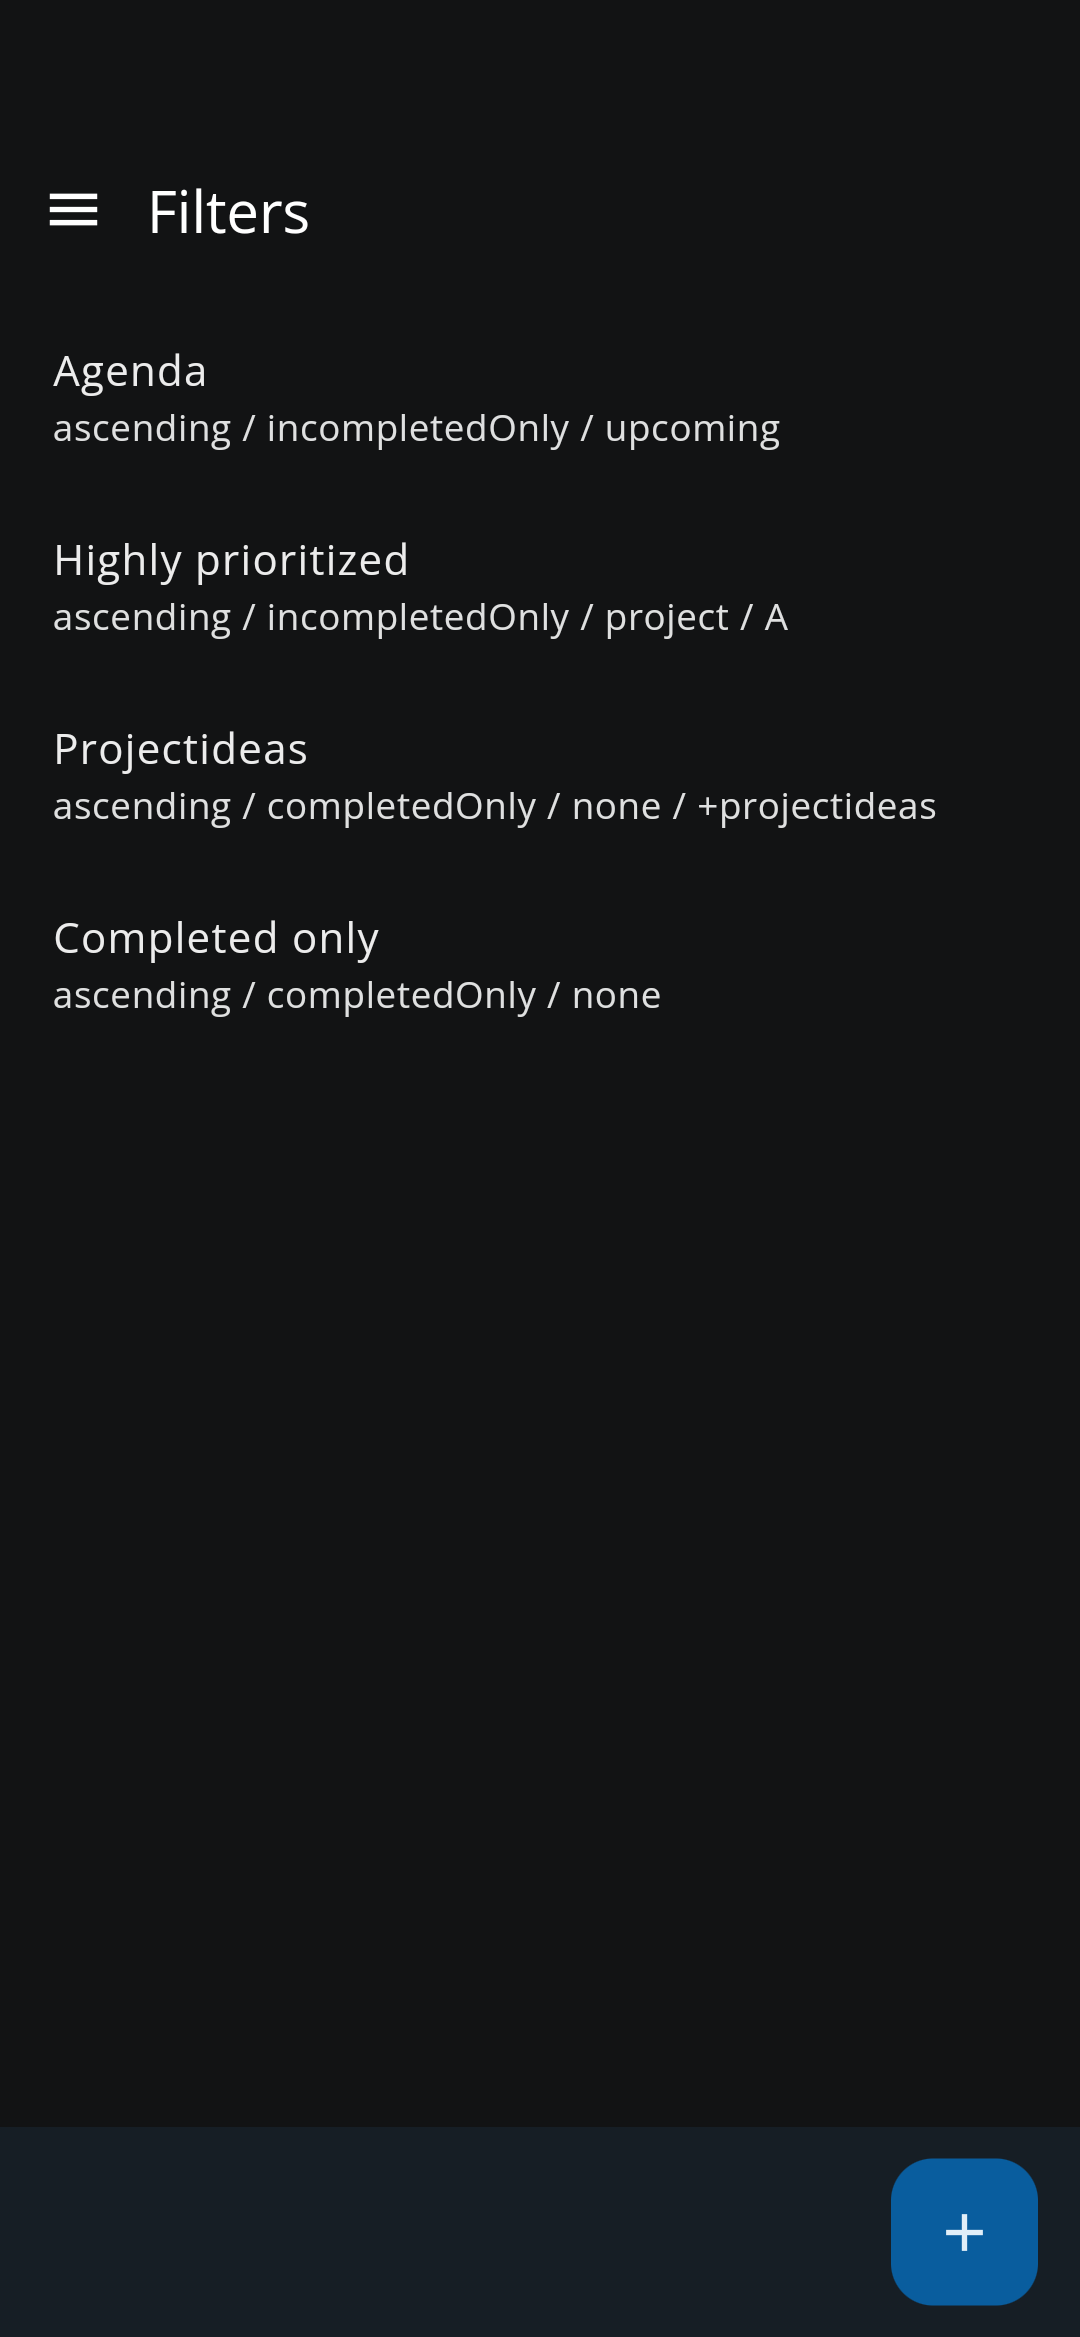 Filters
Agenda
ascending / incompletedOnly / upcoming
Highly prioritized
ascending / incompletedOnly / project / A
Projectideas
ascending / completedOnly / none / +projectideas
Completed only
ascending / completedOnly / none